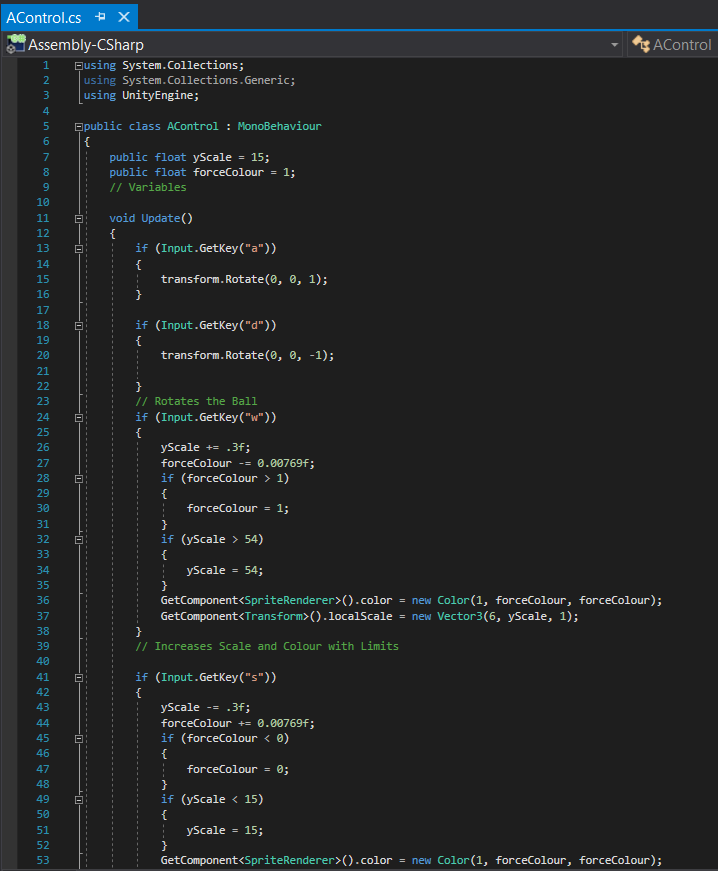 AControl.cs
Assembly-CSharp AControl
1 using System.Collections;
2 using System.Collections.Generic;
3 using UnityEngine;
4
5 public class AControl : MonoBehaviour
6 {
7 public float yScale = 15;
8 public float forceColour = 1;
9 // Variables
10
11 void Update()
12 {
13 if (Input.GetKey("a"))
14 {
15 transform.Rotate(0, 0, 1);
16 }
17
18 if (Input.GetKey("d"))
19 {
20 transform.Rotate(0, 0, -1);
21
22 }
23 // Rotates the Ball
24 if (Input.GetKey("w"))
25 {
26 yScale += .3f;
27 forceColour -= 0.00769f;
28 if (forceColour > 1)
29 {
30 forceColour = 1;
31 }
32 if (yScale > 54)
33 {
34 yScale = 54;
35 }
36 GetComponent<SpriteRenderer>().color = new Color(1, forceColour, forceColour);
37 GetComponent<Transform>().localScale = new Vector3(6, yScale, 1);
38 }
39 // Increases Scale and Colour with Limits
40
41 if (Input.GetKey("s"))
42 {
43 yScale -= .3f;
44 forceColour += 0.00769f;
45 if (forceColour < 0)
46 {
47 forceColour = 0;
48 }
49 if (yScale < 15)
50 {
51 yScale = 15;
52 }
53 GetComponent<SpriteRenderer>().color = new Color(1, forceColour, forceColour);